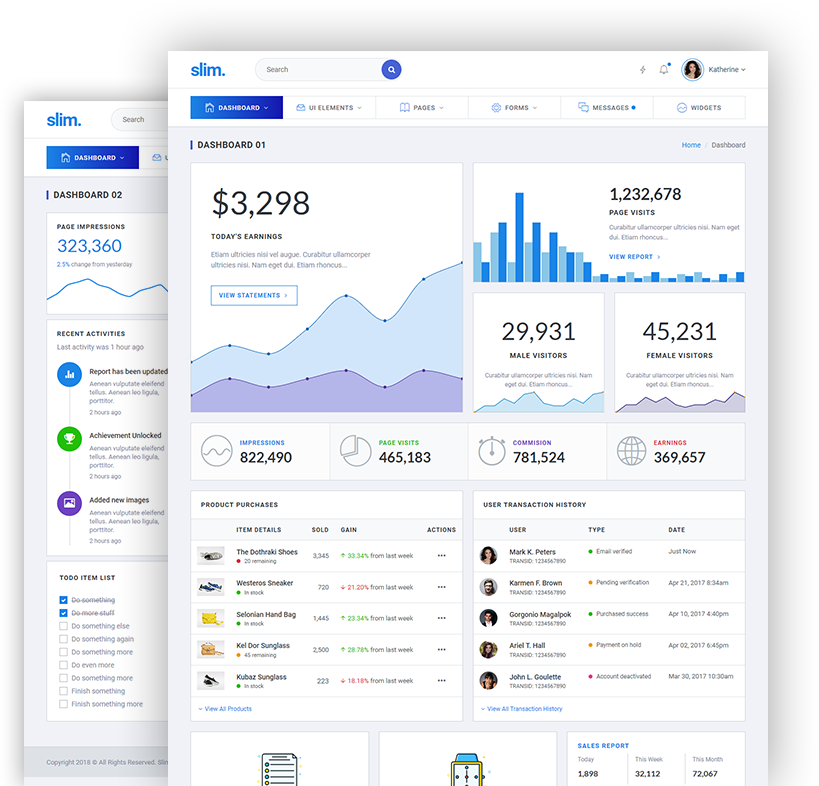 slim.
Search
Katherine
DASHBOARD
UI ELEMENTS
PAGES
FORMS
MESSAGES
WIDGETS
DASHBOARD 01
Home / Dashboard
$3,298
TODAY'S EARNINGS
Etiam ultricies nisi vel augue. Curabitur ullamcorper
ultricies nisi. Nam eget dui. Etiam rhoncus...
VIEW STATEMENTS
1,232,678
PAGE VISITS
Curabitur ullamcorper ultricies nisi. Nam eget
dui. Etiam rhoncus...
VIEW REPORT
29,931
MALE VISITORS
Curabitur ullamcorper ultricies nisi. Nam
eget dui. Etiam rhoncus...
45,231
FEMALE VISITORS
Curabitur ullamcorper ultricies nisi. Nam
eget dui. Etiam rhoncus...
IMPRESSIONS
822,490
PAGE VISITS
465,183
COMMISION
781,524
EARNINGS
369,657
PRODUCT PURCHASES
ITEM DETAILS SOLD GAIN ACTIONS
The Dothraki Shoes 3,345 33.34% from last week
20 remaining
Westeros Sneaker 720 21.20% from last week
In stock
Selonian Hand Bag 1,445 23.34% from last week
In stock
Kel Dor Sunglass 2,500 28.78% from last week
45 remaining
Kubaz Sunglass 223 18.18% from last week
In stock
View All Products
USER TRANSACTION HISTORY
USER TYPE DATE
Mark K. Peters Email verified Just Now
TRANSID: 1234567890
Karmen F. Brown Pending verification Apr 21, 2017 8:34am
TRANSID: 1234567890
Gorgonio Magalpok Purchased success Apr 10, 2017 4:40pm
TRANSID: 1234567890
Ariel T. Hall Payment on hold Apr 02, 2017 6:45pm
TRANSID: 1234567890
John L. Goulette Account deactivated Mar 30, 2017 10:30am
TRANSID: 1234567890
View All Transaction History
SALES REPORT
Today This Week This Month
1,898 32,112 72,067
slim.
Search
DASHBOARD
DASHBOARD 02
PAGE IMPRESSIONS
323,360
2.5% change from yesterday
RECENT ACTIVITIES
Last activity was 1 hour ago
Report has been updated
Aenean vulputate eleifend
tellus. Aenean leo ligula,
porttitor.
2 hours ago
Achievement Unlocked
Aenean vulputate eleifend
tellus. Aenean leo ligula,
porttitor.
2 hours ago
Added new images
Aenean vulputate eleifend
tellus. Aenean leo ligula,
porttitor.
2 hours ago
TODO ITEM LIST
Do something
Do more stuff
Do something else
Do something again
Do something more
Do even more
Do something more
Finish something
Finish something more
Copyright 2018 © All Rights Reserved. Slim